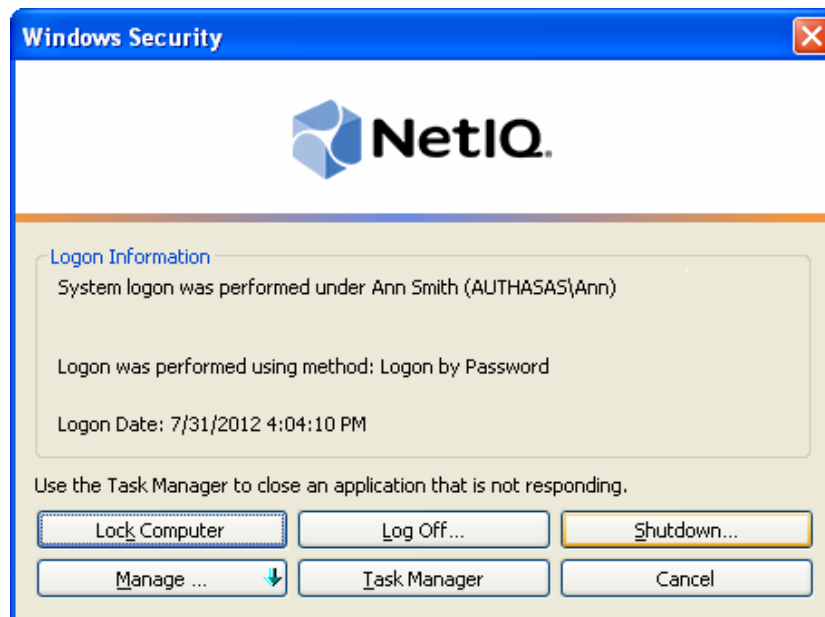 Windows Security
NetIQ.
Logon Information
System logon was performed under Ann Smith (AUTHASAS\Ann)
Logon was performed using method: Logon by Password
Logon Date: 7/31/2012 4:04:10 PM
Use the Task Manager to close an application that is not responding.
Lock Computer
Log Off...
Shutdown...
Manage ...
Task Manager
Cancel